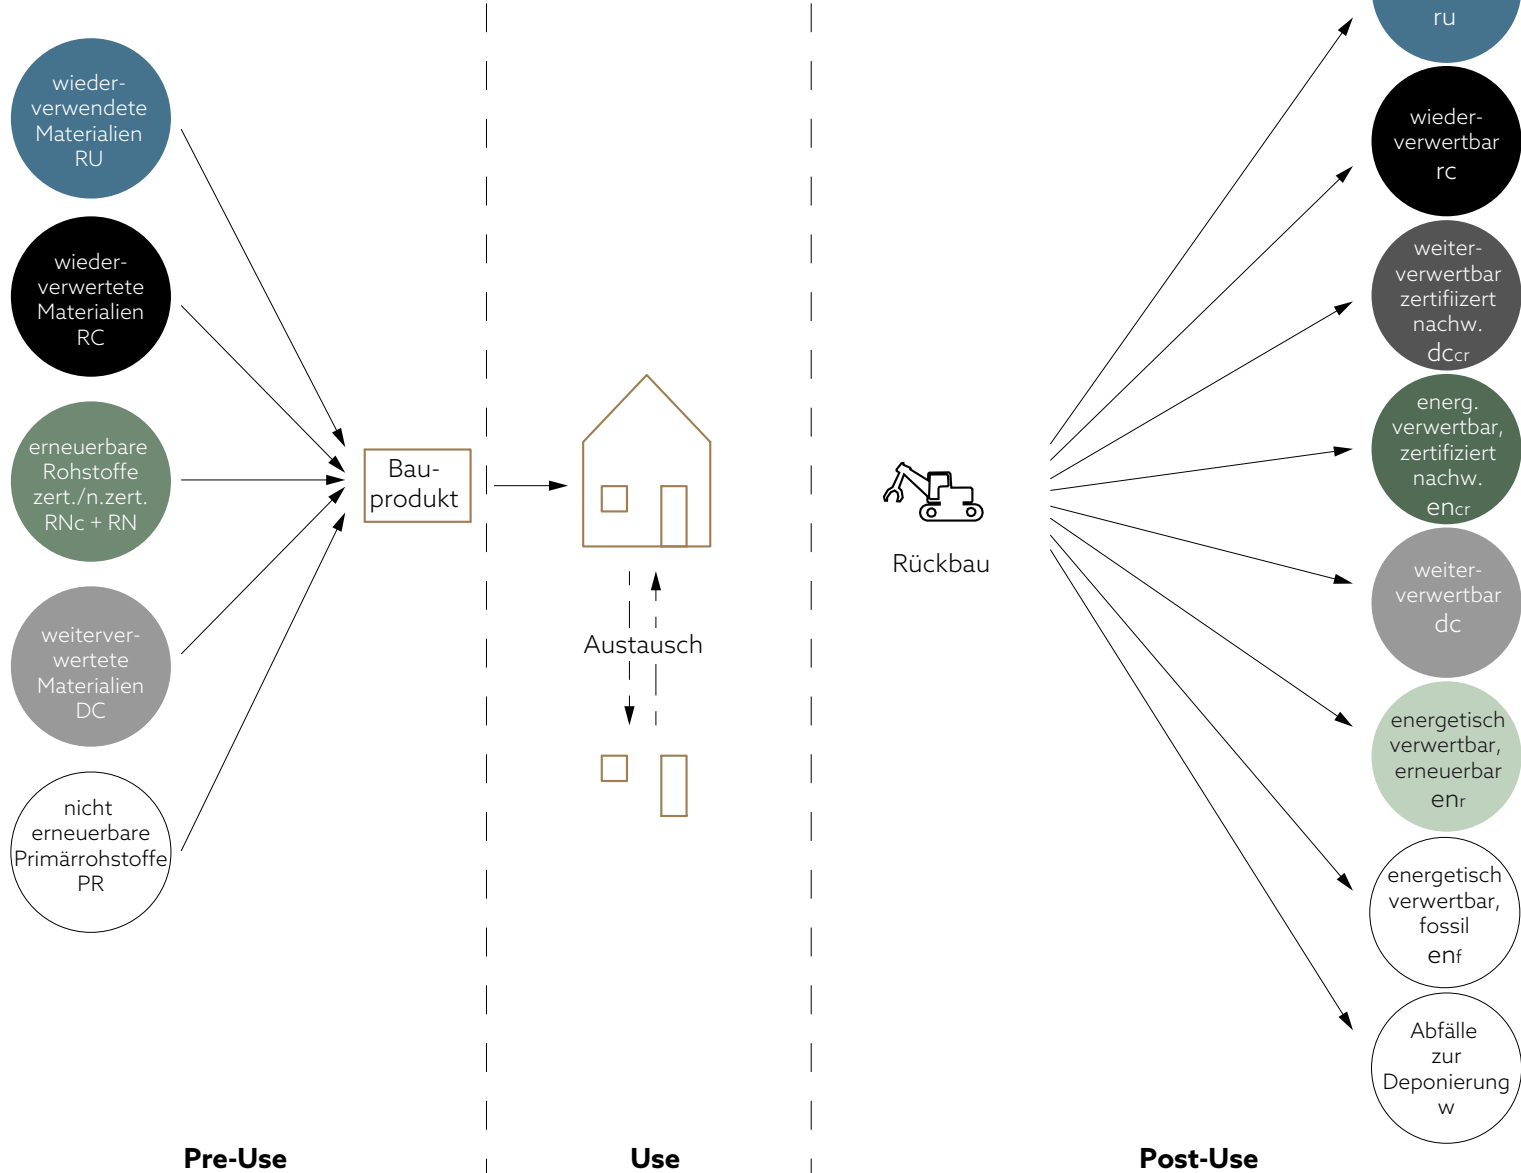 wieder-
verwendete
Materialien
RU
wieder-
verwertete
Materialien
RC
erneuerbare
Rohstoffe
zert./n.zert.
RNc + RN
weiterver-
wertete
Materialien
DC
nicht
erneuerbare
Primärrohstoffe
PR
Bau-
produkt
Austausch
Rückbau
ru
wieder-
verwertbar
rc
weiter-
verwertbar
zertifiizert
nachw.
dccr
energ.
verwertbar,
zertifiziert
nachw.
encr
weiter-
verwertbar
dc
energetisch
verwertbar,
erneuerbar
enr
energetisch
verwertbar,
fossil
enf
Abfälle
zur
Deponierung
w
Pre-Use
Use
Post-Use